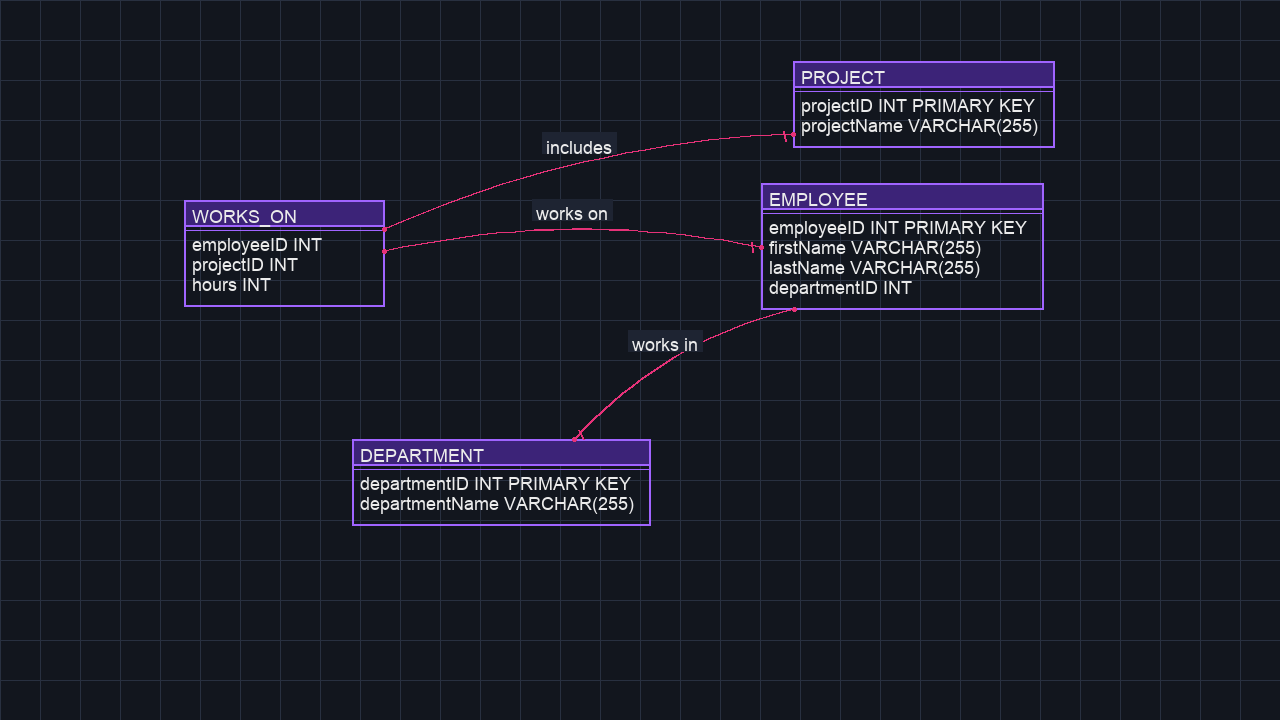 PROJECT
projectID INT PRIMARY KEY
projectName VARCHAR(255)
includes
works on
WORKS_ON
employeeID INT
projectID INT
hours INT
EMPLOYEE
employeeID INT PRIMARY KEY
firstName VARCHAR(255)
lastName VARCHAR(255)
departmentID INT
works in
DEPARTMENT
departmentID INT PRIMARY KEY
departmentName VARCHAR(255)